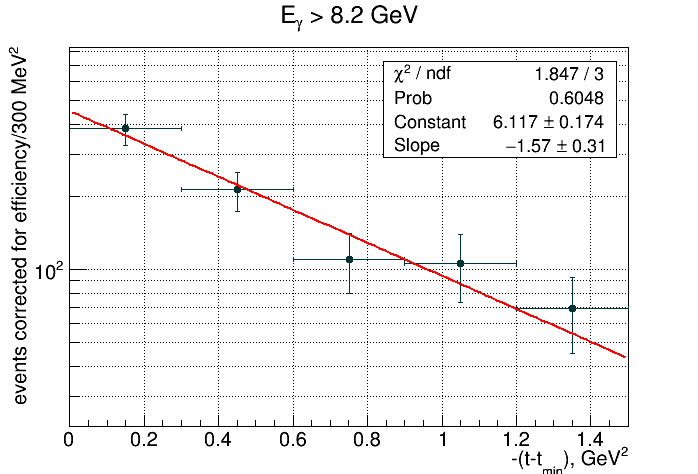 E_γ > 8.2 GeV
χ² / ndf 1.847 / 3
Prob 0.6048
Constant 6.117 ± 0.174
Slope −1.57 ± 0.31
events corrected for efficiency/300 MeV²
10²
0 0.2 0.4 0.6 0.8 1 1.2 1.4
-(t-t_min), GeV²